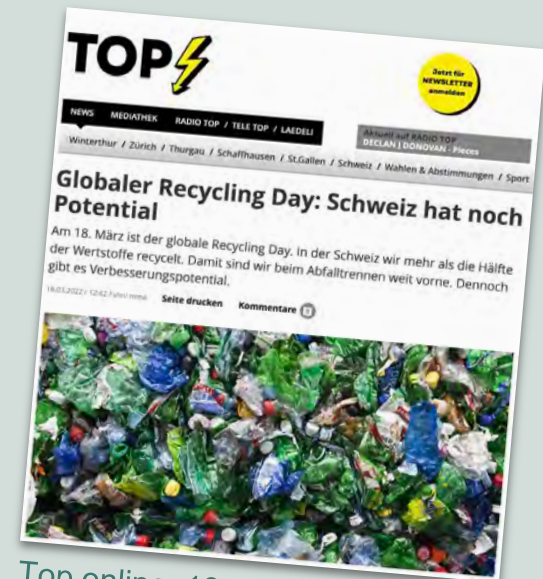 TOP
Jetzt für
NEWSLETTER
anmelden
NEWS MEDIATHEK RADIO TOP / TELE TOP / LAEDELI
Aktuell auf RADIO TOP
DECLAN J DONOVAN - Pieces
Winterthur / Zürich / Thurgau / Schaffhausen / St.Gallen / Schweiz / Wahlen & Abstimmungen / Sport
Globaler Recycling Day: Schweiz hat noch
Potential
Am 18. März ist der globale Recycling Day. In der Schweiz wir mehr als die Hälfte
der Wertstoffe recycelt. Damit sind wir beim Abfalltrennen weit vorne. Dennoch
gibt es Verbesserungspotential.
Seite drucken Kommentare
Top online